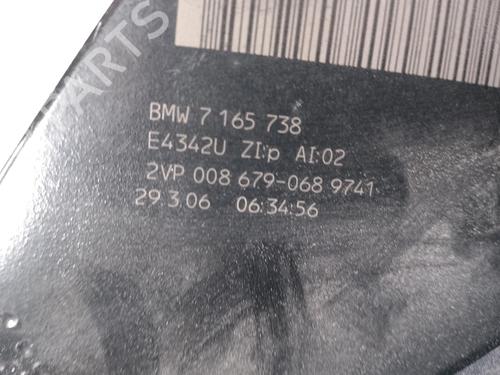 B-PARTS
BMW 7 165 738
E4342U ZI:p AI:02
2VP 008 679-068 9741
29.3.06 06:34:56